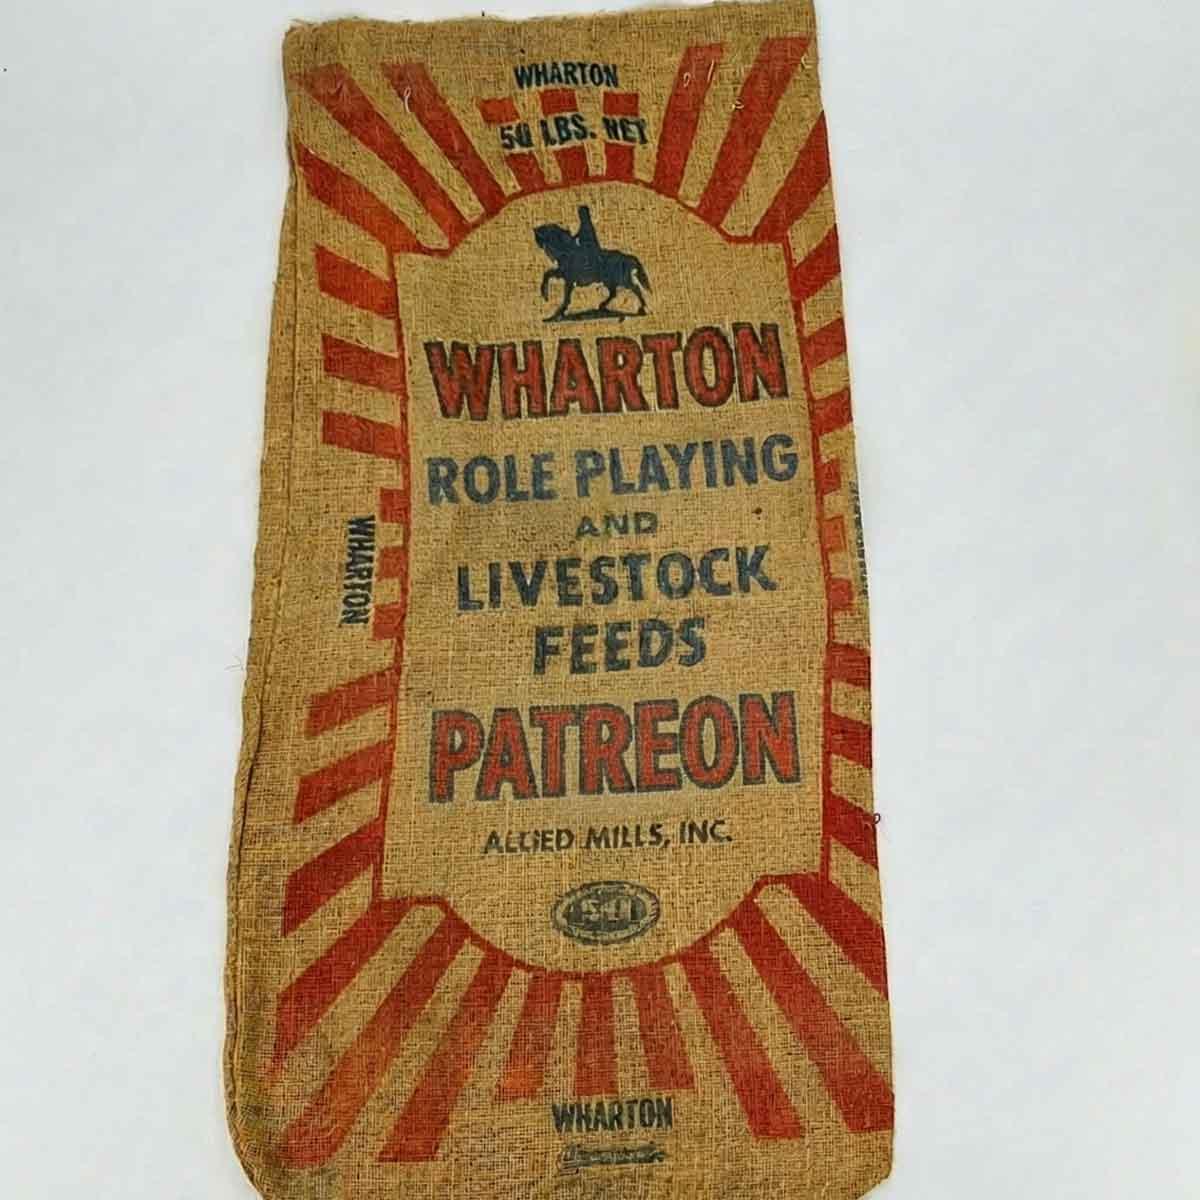 WHARTON
50 LBS. NET
WHARTON
ROLE PLAYING
AND
LIVESTOCK
FEEDS
PATREON
ALLIED MILLS, INC.
WHARTON
WHARTON